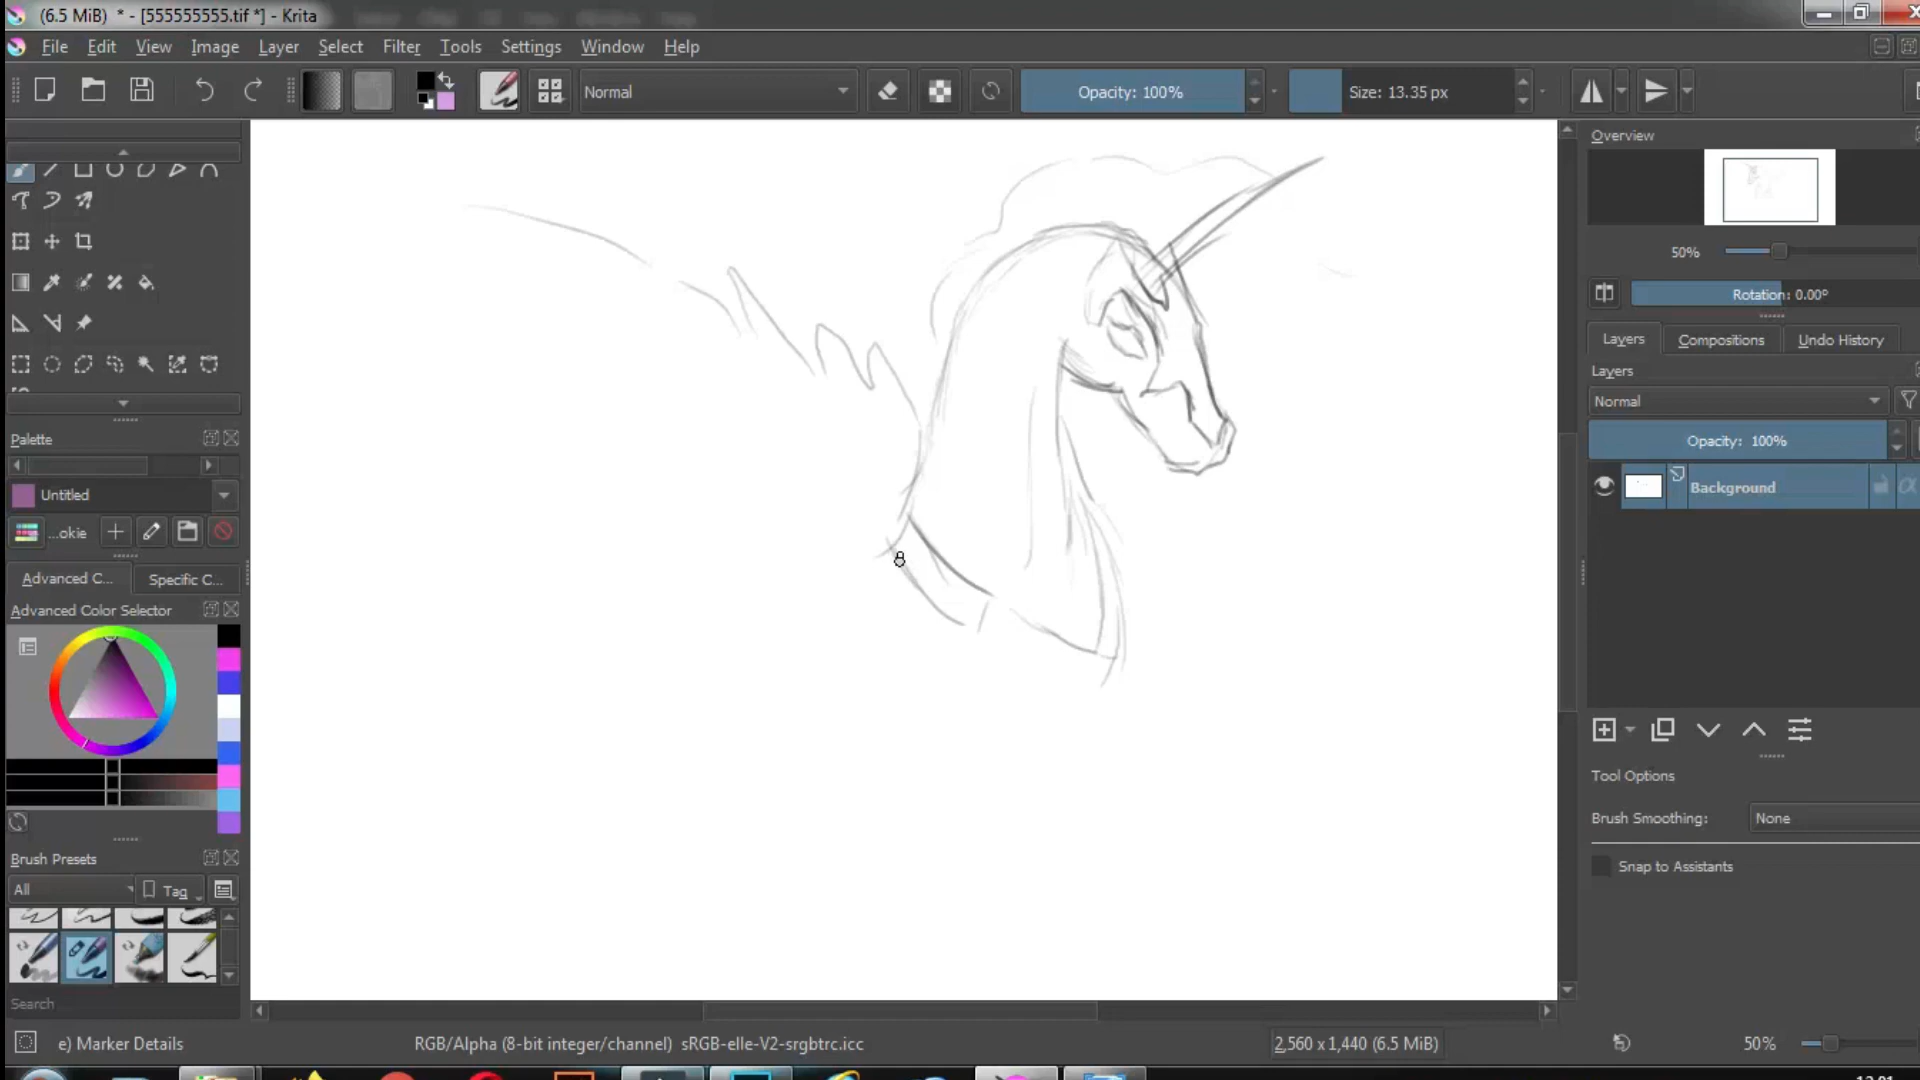 (6.5 MiB) * - [555555555.tif *] - Krita
File Edit View Image Layer Select Filter Tools Settings Window Help
Normal
Opacity: 100%
Size: 13.35 px
Overview
50%
Rotation: 0.00°
Layers Compositions Undo History
Layers
Normal
Opacity: 100%
Background
Tool Options
Brush Smoothing: None
Snap to Assistants
Palette
Untitled
...okie
Advanced C... Specific C...
Advanced Color Selector
Brush Presets
All Tag
Search
e) Marker Details
RGB/Alpha (8-bit integer/channel) sRGB-elle-V2-srgbtrc.icc
2,560 x 1,440 (6.5 MiB)
50%